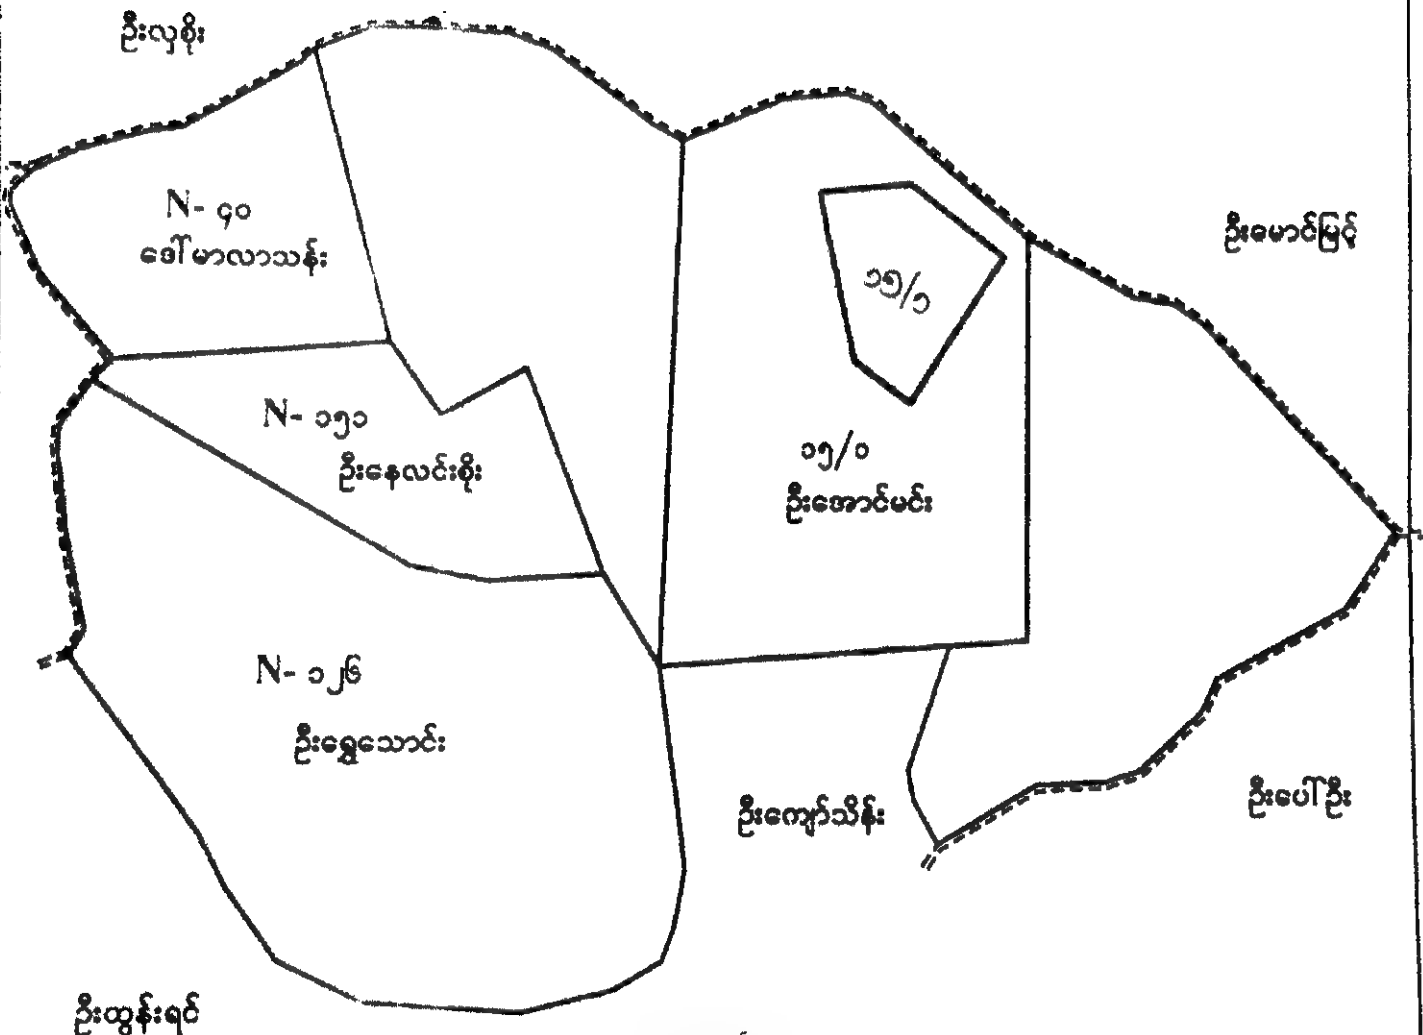 ဦးလှစိုး
N- ၄၀
ဒေါ်မာလာသန်း
ဦးမောင်မြင့်
၁၅/၁
N- ၁၅၁
ဦးနေလင်းစိုး
၁၅/၁
ဦးအောင်မင်း
N- ၁၂၆
ဦးရွှေသောင်း
ဦးကျော်သိန်း
ဦးပေါ်ဦး
ဦးထွန်းရင်